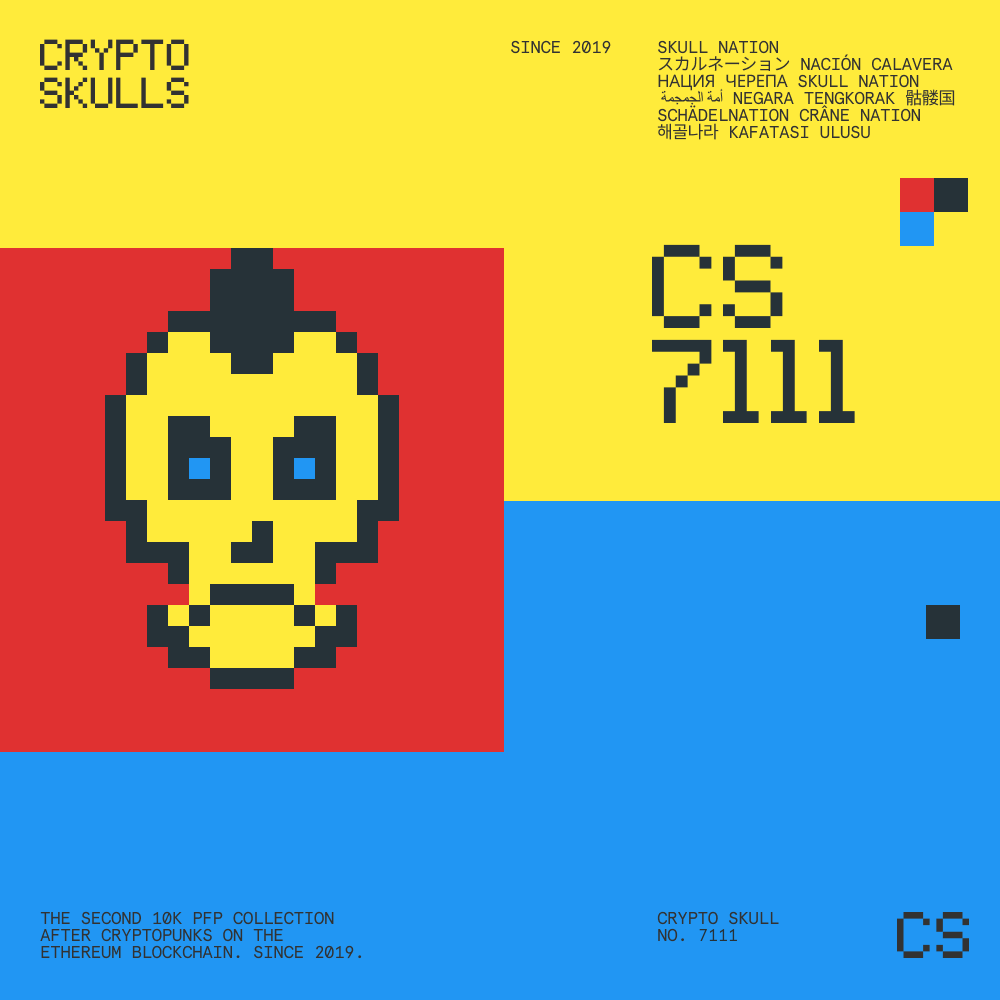 CRYPTO
SKULLS
SINCE 2019
SKULL NATION
スカルネーション NACIÓN CALAVERA
НАЦИЯ ЧЕРЕПА SKULL NATION
أمة الجمجمة NEGARA TENGKORAK 骷髅国
SCHÄDELNATION CRÂNE NATION
해골나라 KAFATASI ULUSU
CS
7111
THE SECOND 10K PFP COLLECTION
AFTER CRYPTOPUNKS ON THE
ETHEREUM BLOCKCHAIN. SINCE 2019.
CRYPTO SKULL
NO. 7111
CS